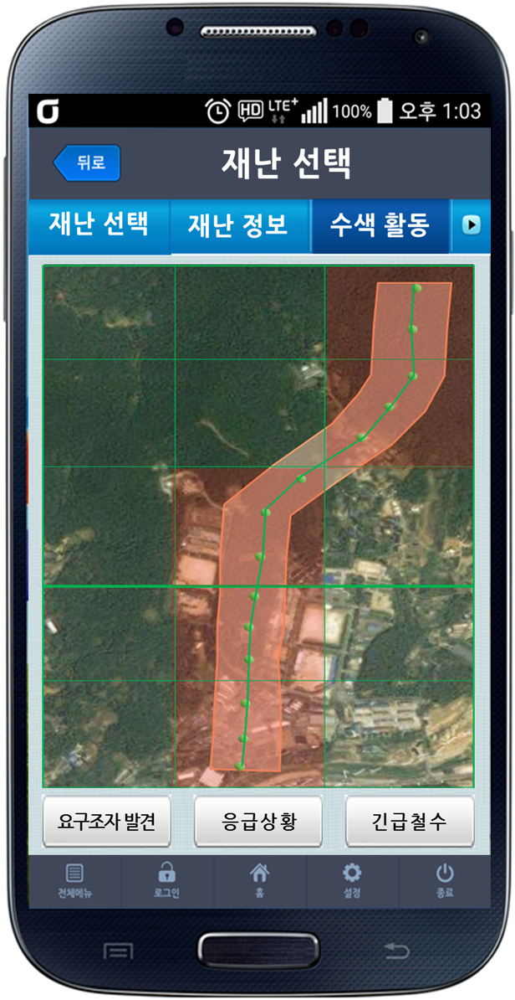 HD LTE+ 100% 오후 1:03
뒤로
재난 선택
재난 선택 재난 정보 수색 활동
요구조자 발견 응급상황 긴급철수
전체메뉴 로그인 홈 설정 종료